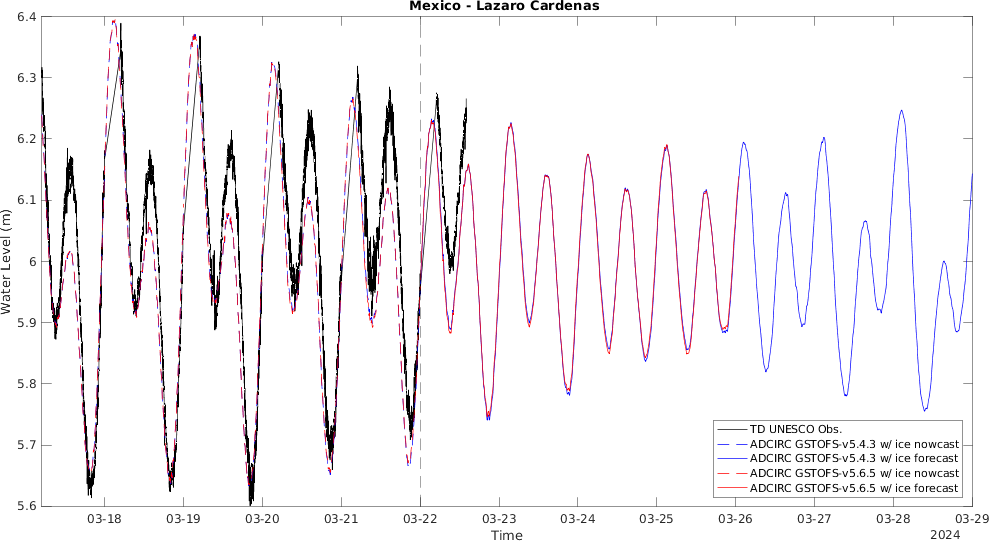 Mexico - Lazaro Cardenas
Water Level (m)
6.4
6.3
6.2
6.1
6
5.9
5.8
5.7
5.6
03-18
03-19
03-20
03-21
03-22
03-23
03-24
03-25
03-26
03-27
03-28
03-29
Time
2024
TD UNESCO Obs.
ADCIRC GSTOFS-v5.4.3 w/ ice nowcast
ADCIRC GSTOFS-v5.4.3 w/ ice forecast
ADCIRC GSTOFS-v5.6.5 w/ ice nowcast
ADCIRC GSTOFS-v5.6.5 w/ ice forecast